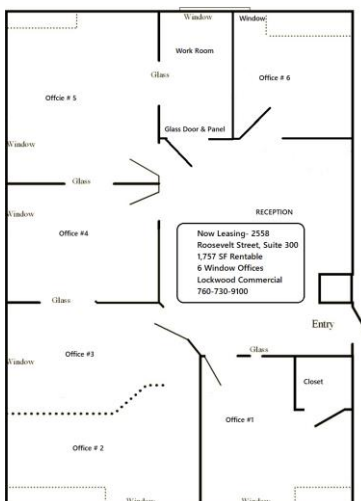 Window
Window
Work Room
Glass
Office # 6
Offcie # 5
Glass Door & Panel
Window
Glass
Window
RECEPTION
Office #4
Now Leasing- 2558
Roosevelt Street, Suite 300
1,757 SF Rentable
6 Window Offices
Lockwood Commercial
760-730-9100
Glass
Entry
Office #3
Glass
Window
Closet
Office #1
Office # 2
Window
Window